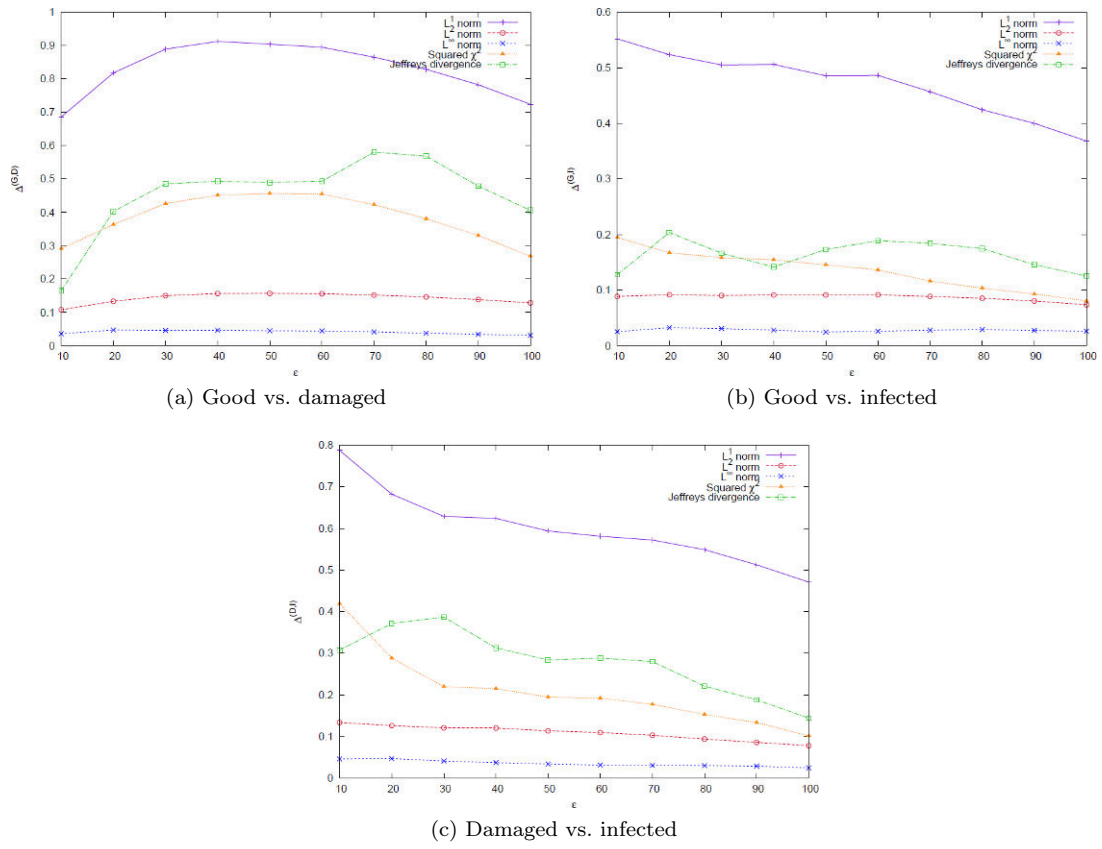 1
0.9
0.8
0.7
0.6
0.5
0.4
0.3
0.2
0.1
0
Δ(G,D)
L¹ norm
L² norm
L∞ norm
Squared χ²
Jeffreys divergence
10 20 30 40 50 60 70 80 90 100
ε
(a) Good vs. damaged
0.6
0.5
0.4
0.3
0.2
0.1
0
Δ(G,I)
L¹ norm
L² norm
L∞ norm
Squared χ²
Jeffreys divergence
10 20 30 40 50 60 70 80 90 100
ε
(b) Good vs. infected
0.8
0.7
0.6
0.5
0.4
0.3
0.2
0.1
0
Δ(D,I)
L¹ norm
L² norm
L∞ norm
Squared χ²
Jeffreys divergence
10 20 30 40 50 60 70 80 90 100
ε
(c) Damaged vs. infected